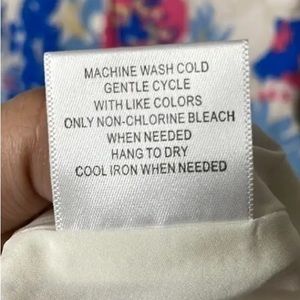 MACHINE WASH COLD
GENTLE CYCLE
WITH LIKE COLORS
ONLY NON-CHLORINE BLEACH
WHEN NEEDED
HANG TO DRY
COOL IRON WHEN NEEDED